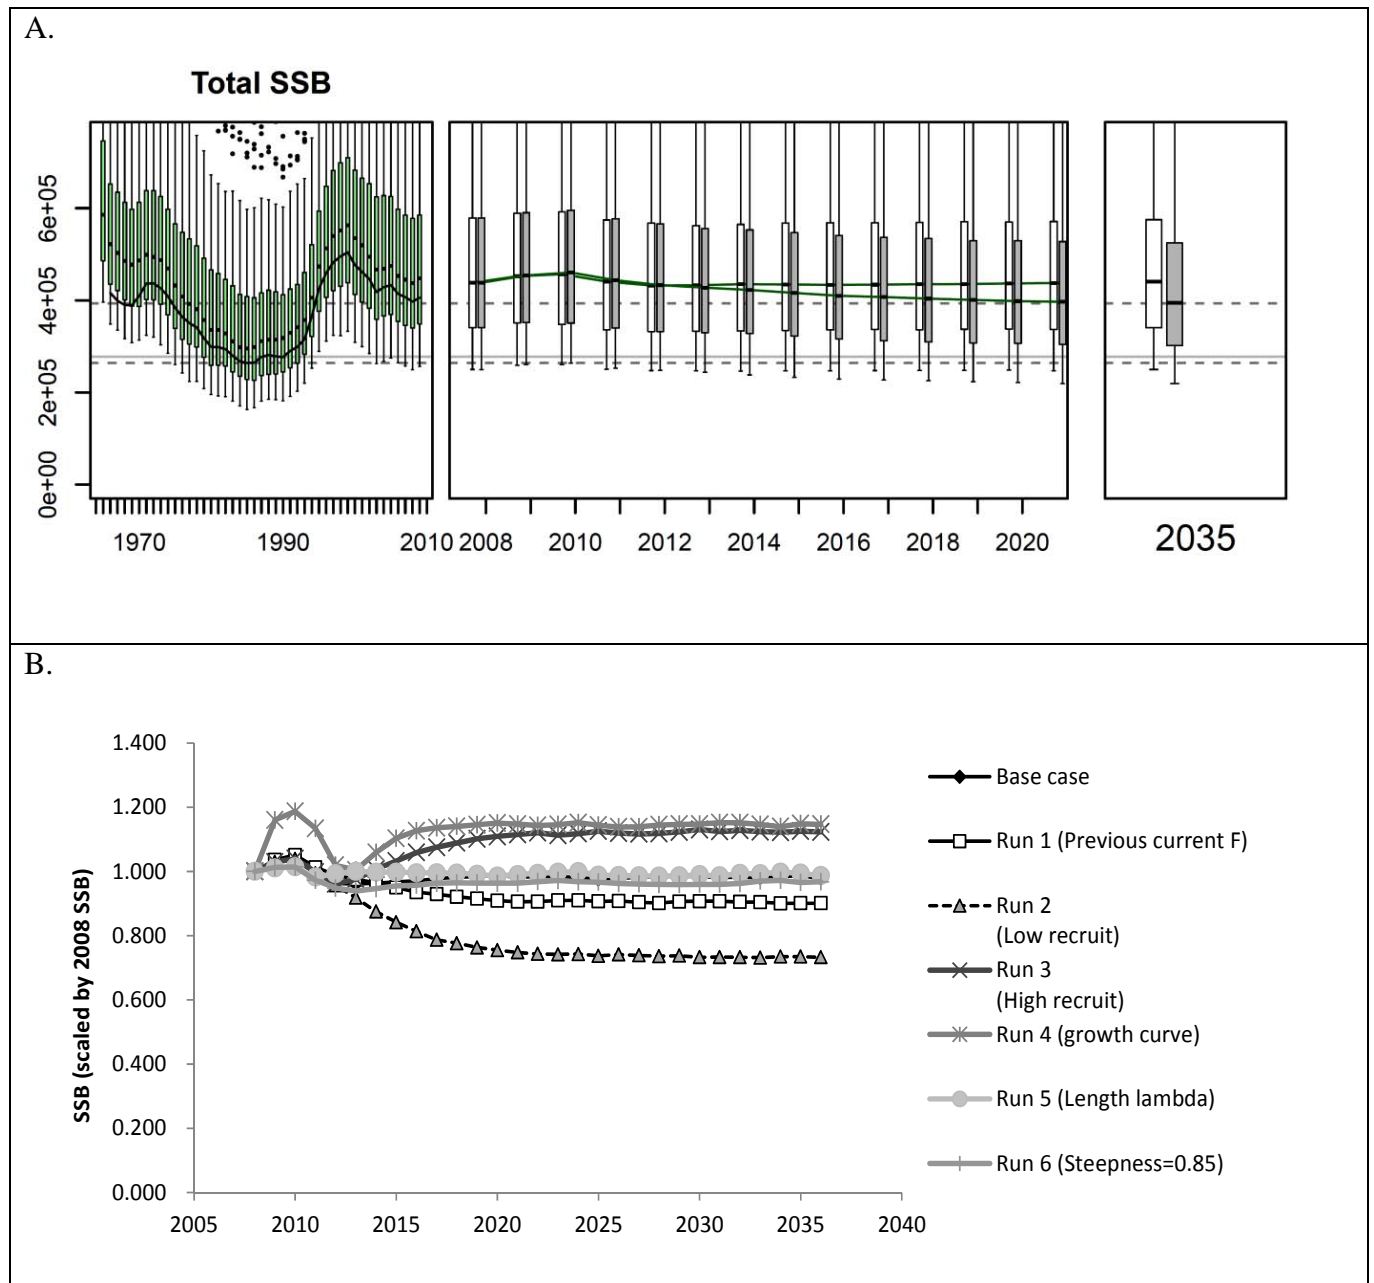 A.
Total SSB
6e+05
4e+05
2e+05
0e+00
1970 1990 2010 2008 2010 2012 2014 2016 2018 2020 2035
B.
SSB (scaled by 2008 SSB)
1.400
1.200
1.000
0.800
0.600
0.400
0.200
0.000
2005 2010 2015 2020 2025 2030 2035 2040
Base case
Run 1 (Previous current F)
Run 2
(Low recruit)
Run 3
(High recruit)
Run 4 (growth curve)
Run 5 (Length lambda)
Run 6 (Steepness=0.85)